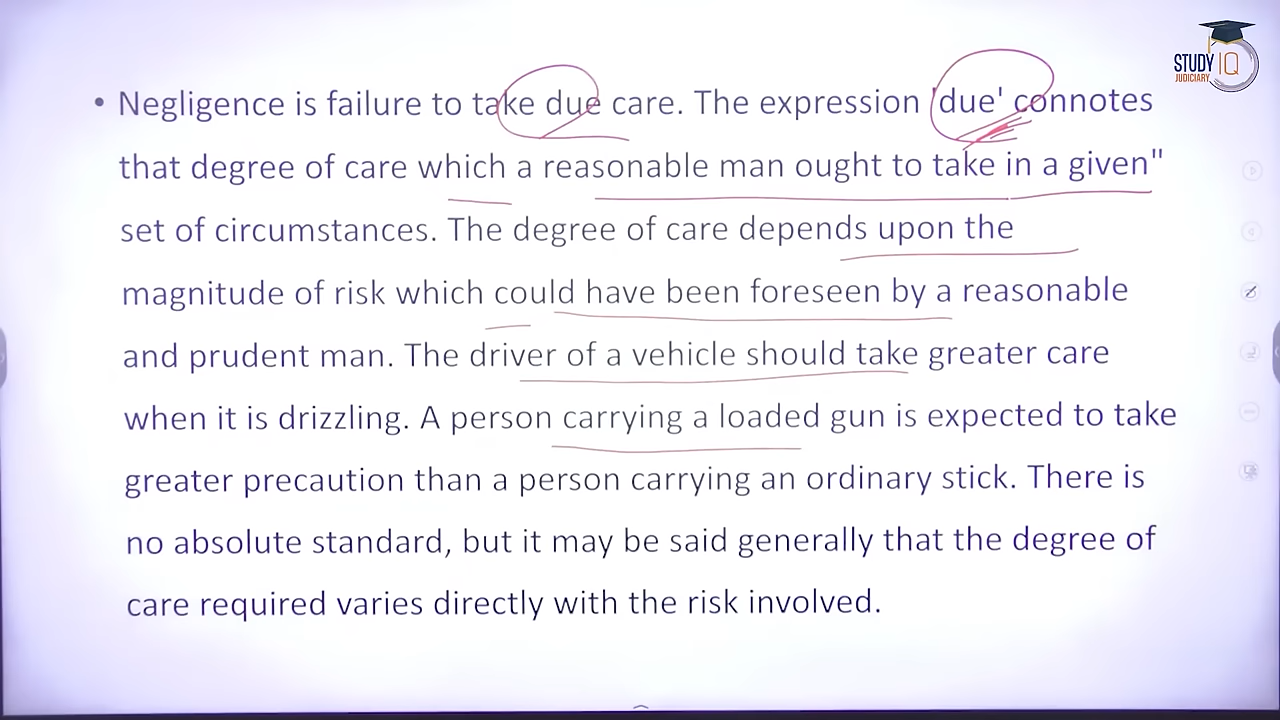 STUDY IQ
JUDICIARY
• Negligence is failure to take due care. The expression 'due' connotes
that degree of care which a reasonable man ought to take in a given"
set of circumstances. The degree of care depends upon the
magnitude of risk which could have been foreseen by a reasonable
and prudent man. The driver of a vehicle should take greater care
when it is drizzling. A person carrying a loaded gun is expected to take
greater precaution than a person carrying an ordinary stick. There is
no absolute standard, but it may be said generally that the degree of
care required varies directly with the risk involved.